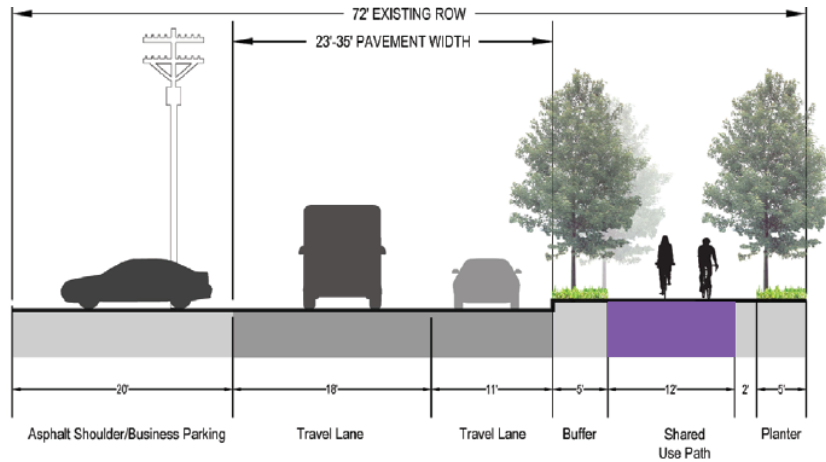 72' EXISTING ROW
23'-35' PAVEMENT WIDTH
20'
18'
11'
5'
12'
2'
5'
Asphalt Shoulder/Business Parking
Travel Lane
Travel Lane
Buffer
Shared
Use Path
Planter